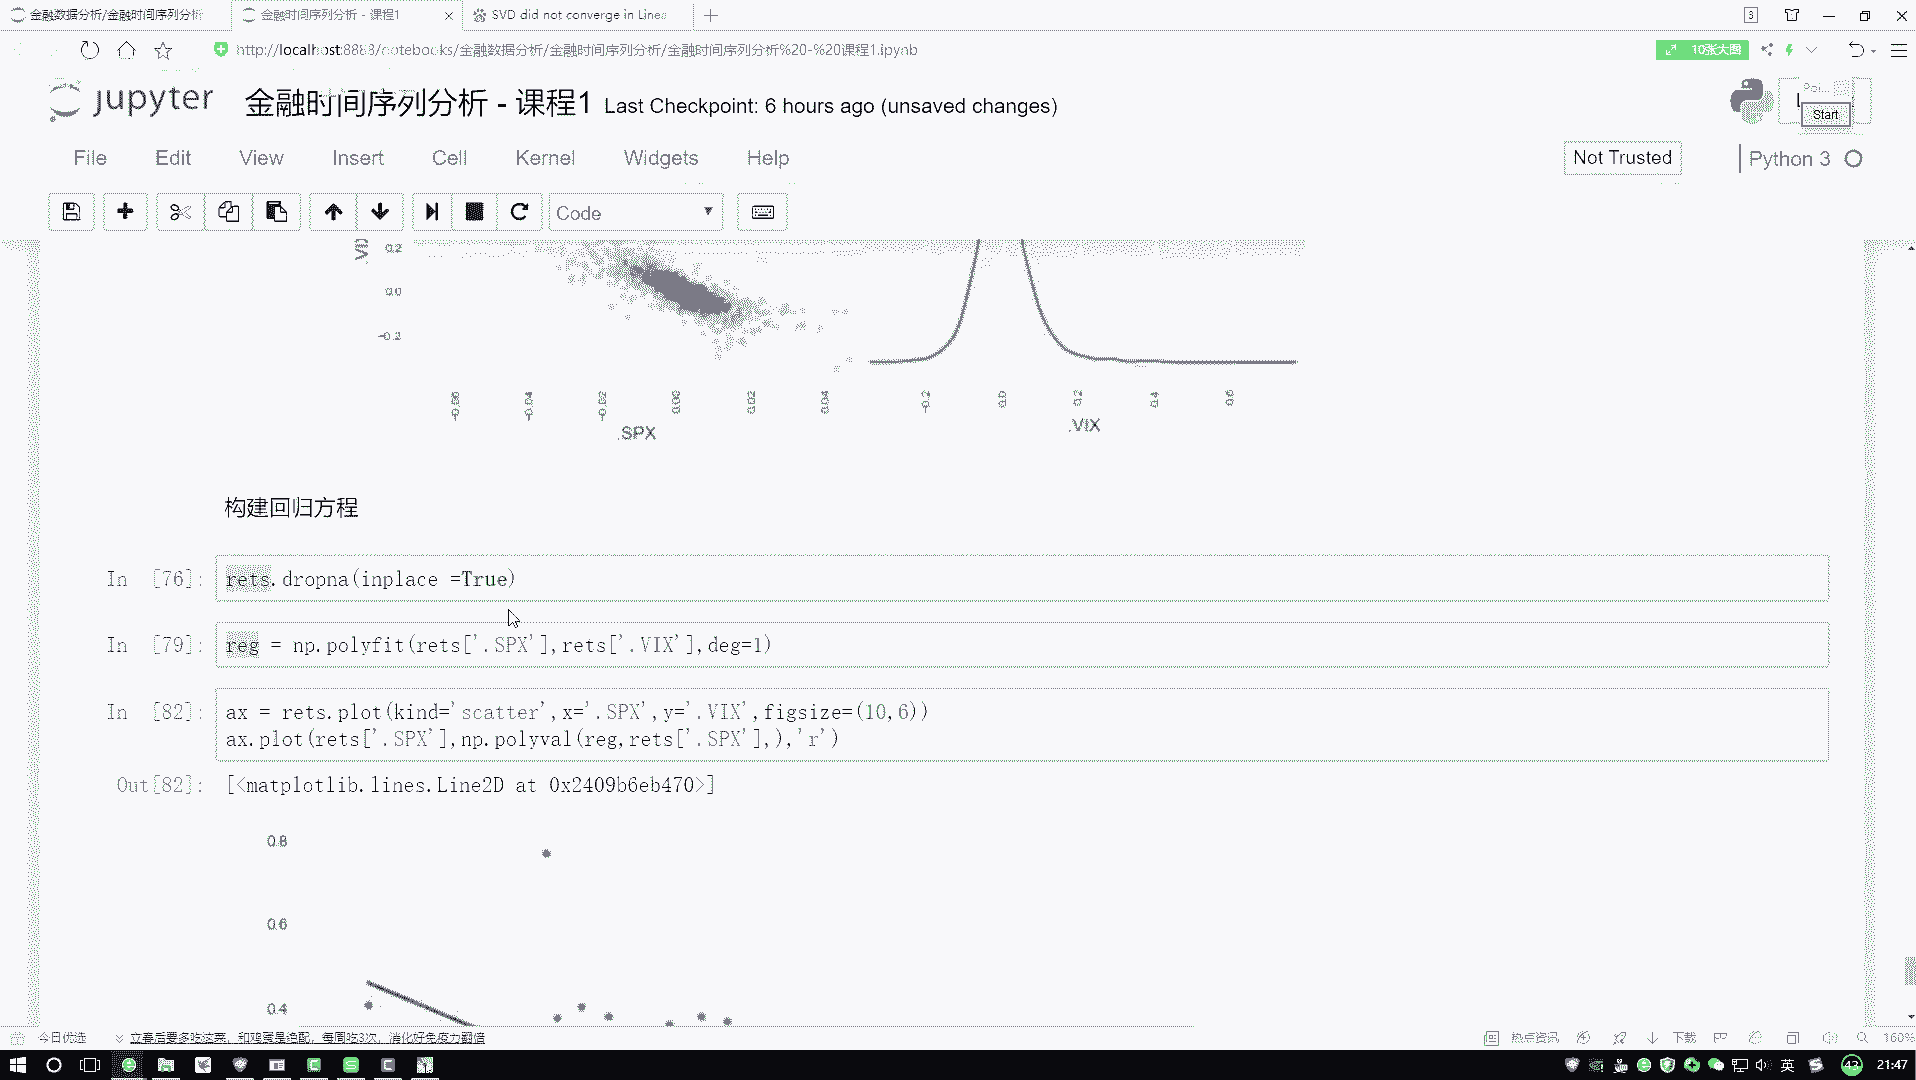 金融数据分析/金融时间序列分析
金融时间序列分析 - 课程1
SVD did not converge in Linea
3
http://localhost:8888/notebooks/金融数据分析/金融时间序列分析/金融时间序列分析%20-%20课程1.ipynb
10张大图
jupyter
金融时间序列分析 - 课程1 Last Checkpoint: 6 hours ago (unsaved changes)
Start
File Edit View Insert Cell Kernel Widgets Help
Not Trusted
Python 3
Code
0.2
0.0
-0.2
-0.06 -0.04 -0.02 0.00 0.02 0.04
-0.2 0.0 0.2 0.4 0.6
.SPX
.VIX
构建回归方程
In [76]: rets.dropna(inplace =True)
In [79]: reg = np.polyfit(rets['.SPX'],rets['.VIX'],deg=1)
In [82]: ax = rets.plot(kind='scatter',x='.SPX',y='.VIX',figsize=(10,6))
ax.plot(rets['.SPX'],np.polyval(reg,rets['.SPX'],),'r')
Out[82]: [<matplotlib.lines.Line2D at 0x2409b6eb470>]
0.8
0.6
0.4
今日优选
立春后要多吃这菜，和鸡蛋是绝配，每周吃3次，消化好免疫力翻倍
热点资讯
下载
160%
英
43
21:47